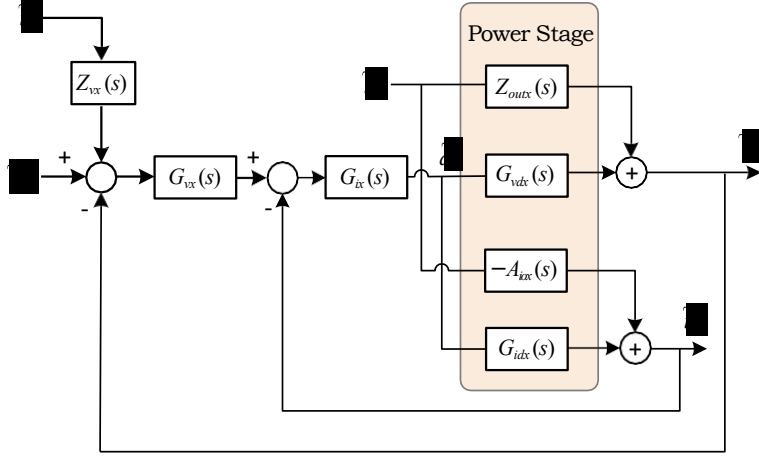 Power Stage
Z_vx(s)
Z_outx(s)
+
+
G_vx(s)
G_ix(s)
G_vdx(s)
+
-
-
−A_iox(s)
G_idx(s)
+